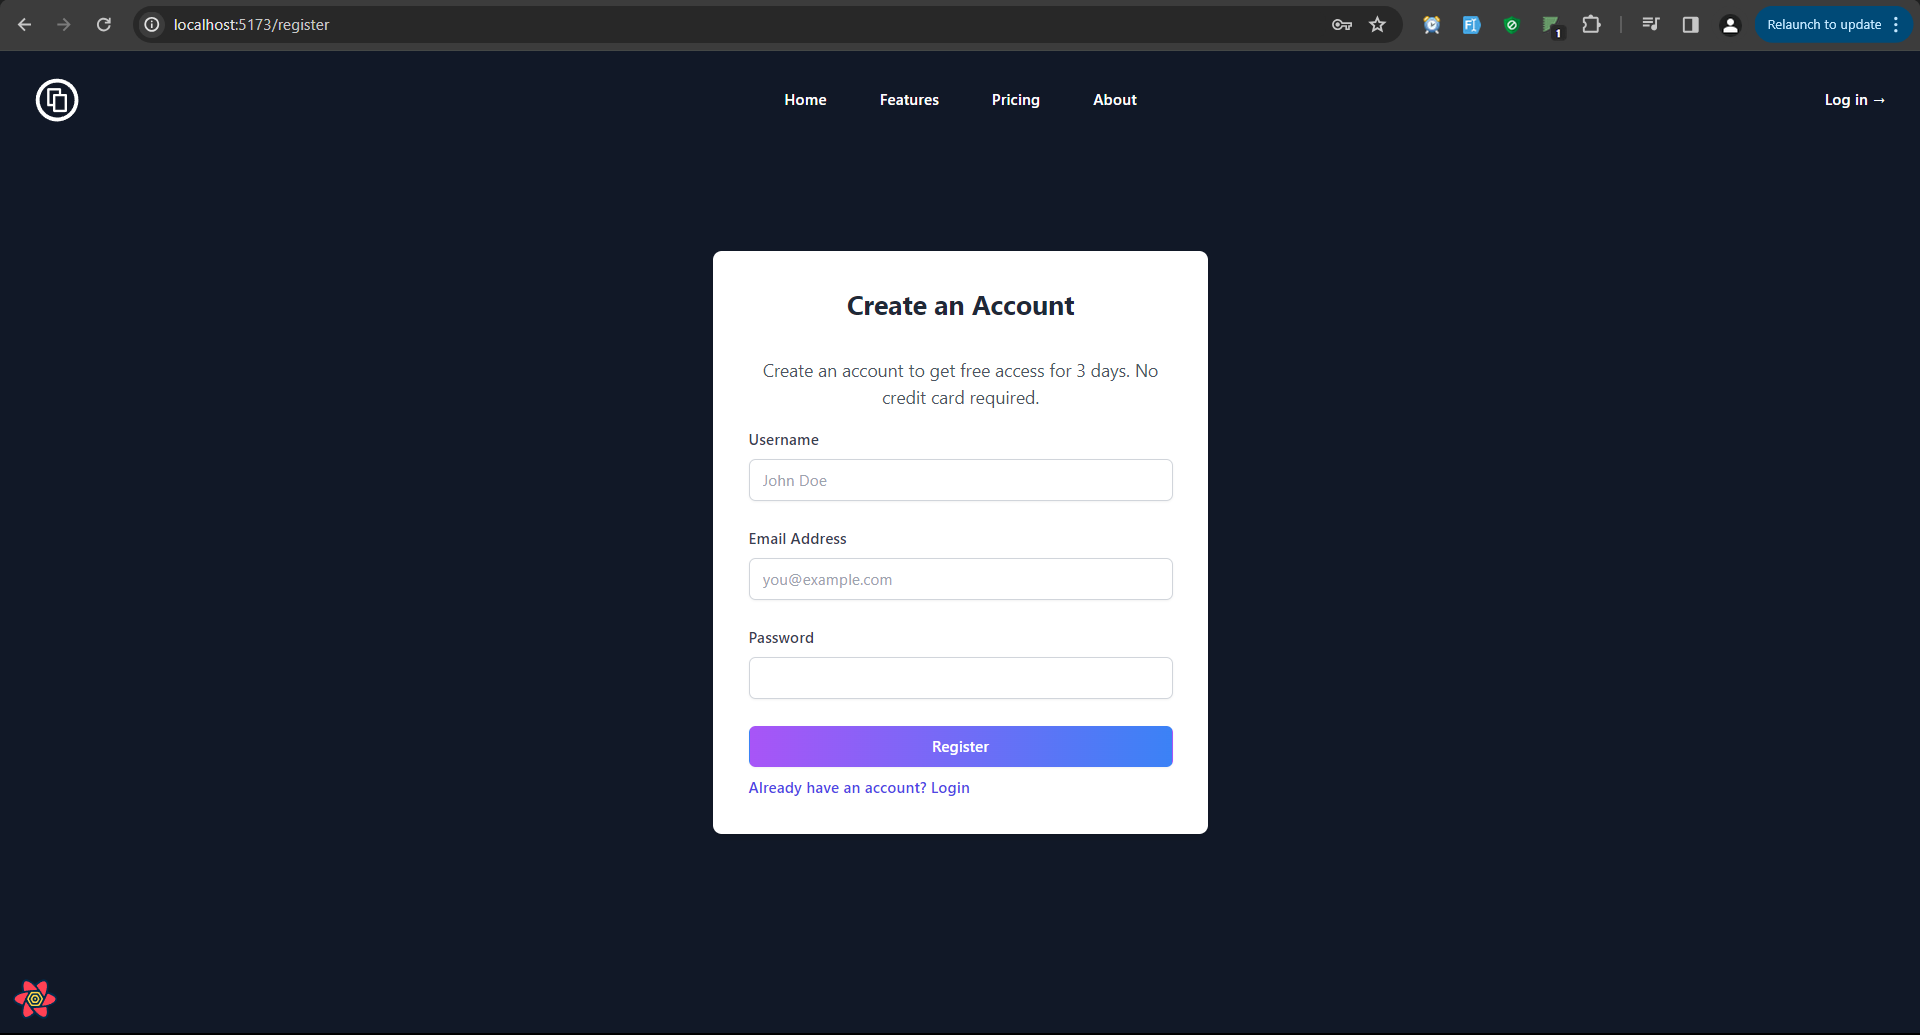 localhost:5173/register
1
Relaunch to update
Home
Features
Pricing
About
Log in →
Create an Account
Create an account to get free access for 3 days. No
credit card required.
Username
John Doe
Email Address
you@example.com
Password
Register
Already have an account? Login